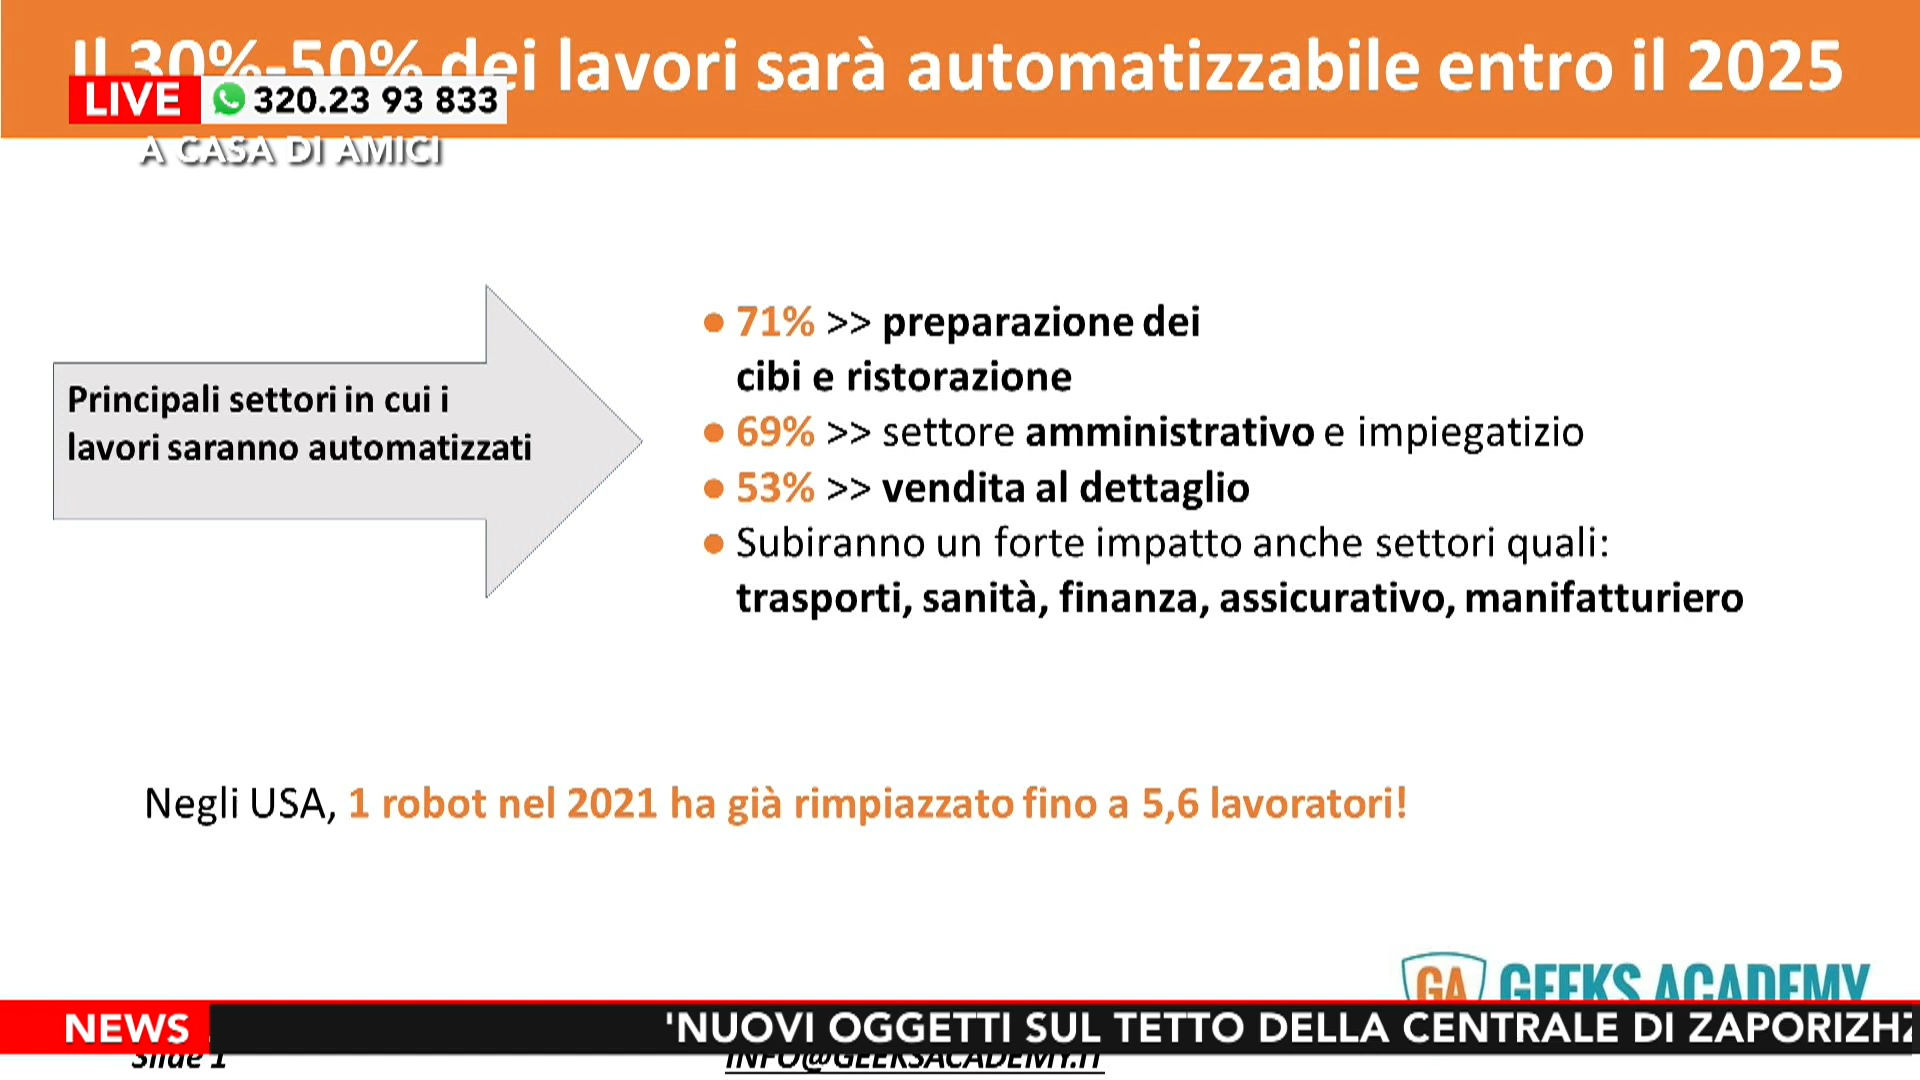 Il 30%-50% dei lavori sarà automatizzabile entro il 2025
LIVE 320.23 93 833
A CASA DI AMICI
Principali settori in cui i
lavori saranno automatizzati
71% >> preparazione dei
cibi e ristorazione
69% >> settore amministrativo e impiegatizio
53% >> vendita al dettaglio
Subiranno un forte impatto anche settori quali:
trasporti, sanità, finanza, assicurativo, manifatturiero
Negli USA, 1 robot nel 2021 ha già rimpiazzato fino a 5,6 lavoratori!
GA GEEKS ACADEMY
NEWS 'NUOVI OGGETTI SUL TETTO DELLA CENTRALE DI ZAPORIZHZ
Slide 1 INFO@GEEKSACADEMY.IT